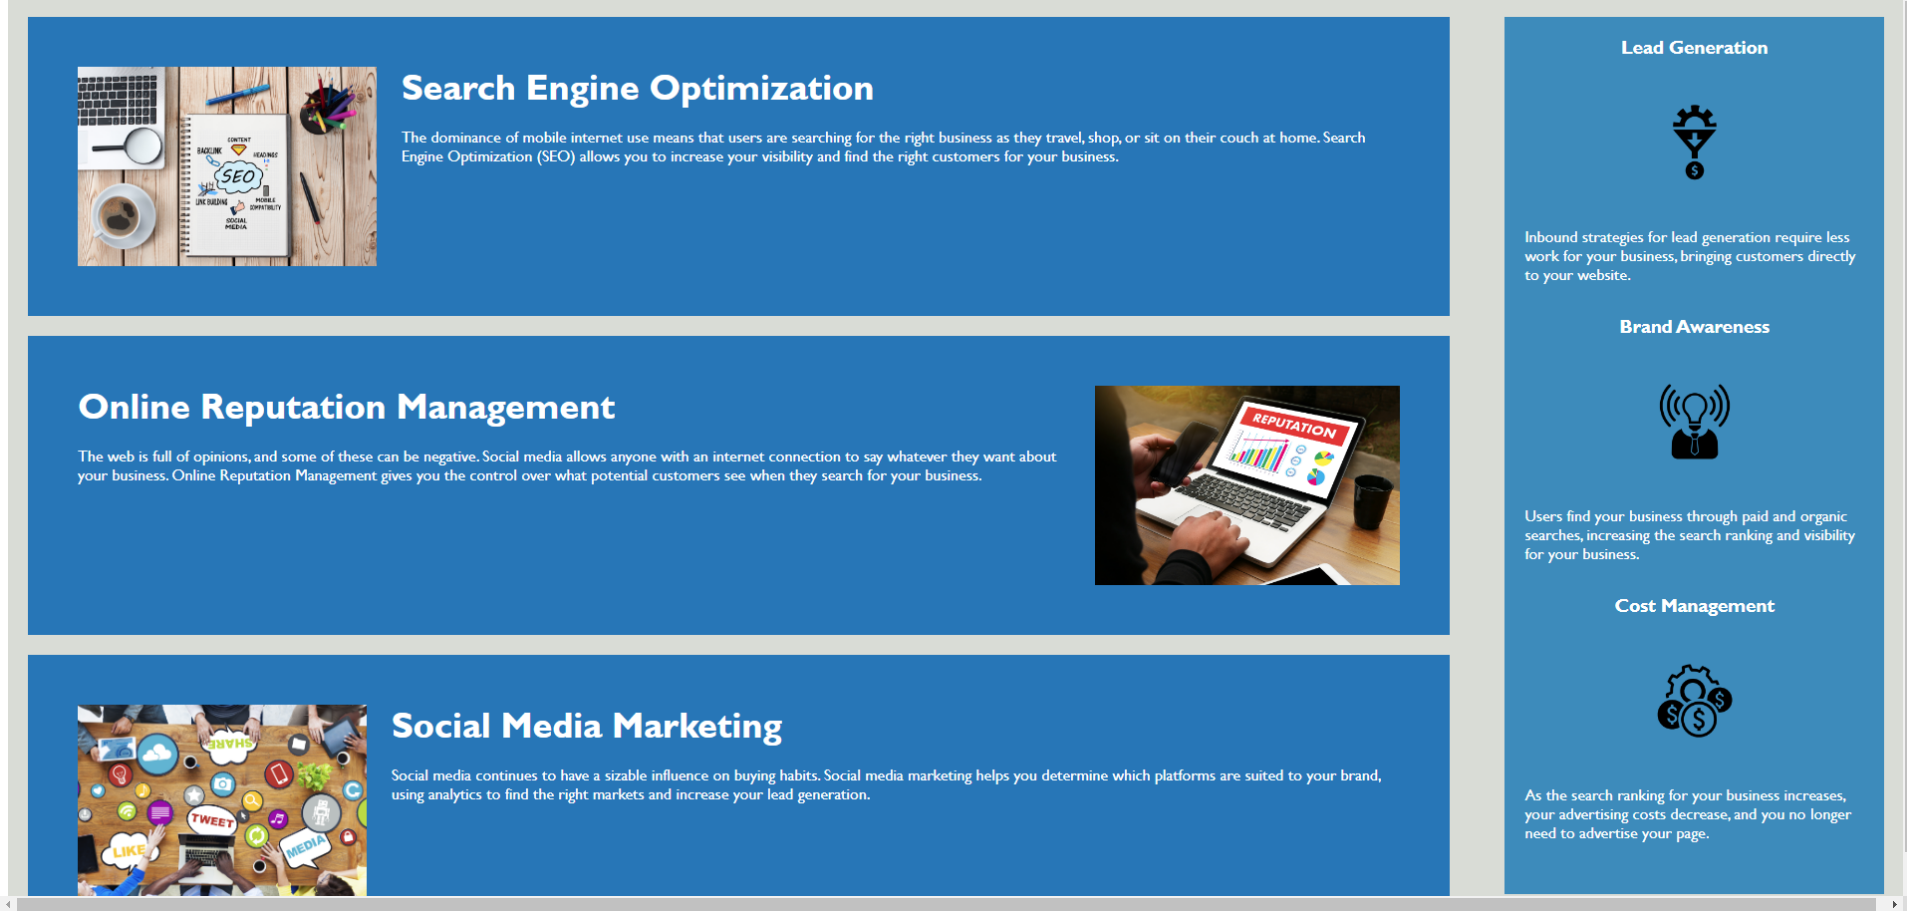 CONTENT
BACKLINK
HEADINGS
SEO
LINK BUILDING
MOBILE
COMPATIBILITY
SOCIAL
MEDIA
Search Engine Optimization
The dominance of mobile internet use means that users are searching for the right business as they travel, shop, or sit on their couch at home. Search
Engine Optimization (SEO) allows you to increase your visibility and find the right customers for your business.
Online Reputation Management
The web is full of opinions, and some of these can be negative. Social media allows anyone with an internet connection to say whatever they want about
your business. Online Reputation Management gives you the control over what potential customers see when they search for your business.
REPUTATION
SHARE
TWEET
LIKE
MEDIA
Social Media Marketing
Social media continues to have a sizable influence on buying habits. Social media marketing helps you determine which platforms are suited to your brand,
using analytics to find the right markets and increase your lead generation.
Lead Generation
$
Inbound strategies for lead generation require less
work for your business, bringing customers directly
to your website.
Brand Awareness
Users find your business through paid and organic
searches, increasing the search ranking and visibility
for your business.
Cost Management
$ $ $
As the search ranking for your business increases,
your advertising costs decrease, and you no longer
need to advertise your page.